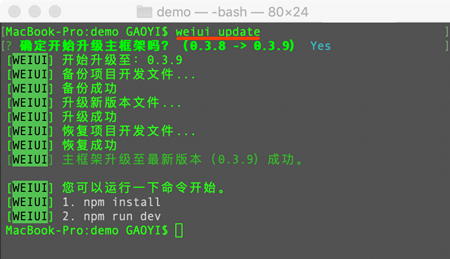 demo — -bash — 80×24
[MacBook-Pro:demo GAOYI$ weiui update ]
[? 确定开始升级主框架吗? (0.3.8 -> 0.3.9) Yes ]
[WEIUI] 开始升级至: 0.3.9
[WEIUI] 备份项目开发文件...
[WEIUI] 备份成功
[WEIUI] 升级新版本文件...
[WEIUI] 升级成功
[WEIUI] 恢复项目开发文件...
[WEIUI] 恢复成功
[WEIUI] 主框架升级至最新版本 (0.3.9) 成功。
[WEIUI] 您可以运行一下命令开始。
[WEIUI] 1. npm install
[WEIUI] 2. npm run dev
MacBook-Pro:demo GAOYI$